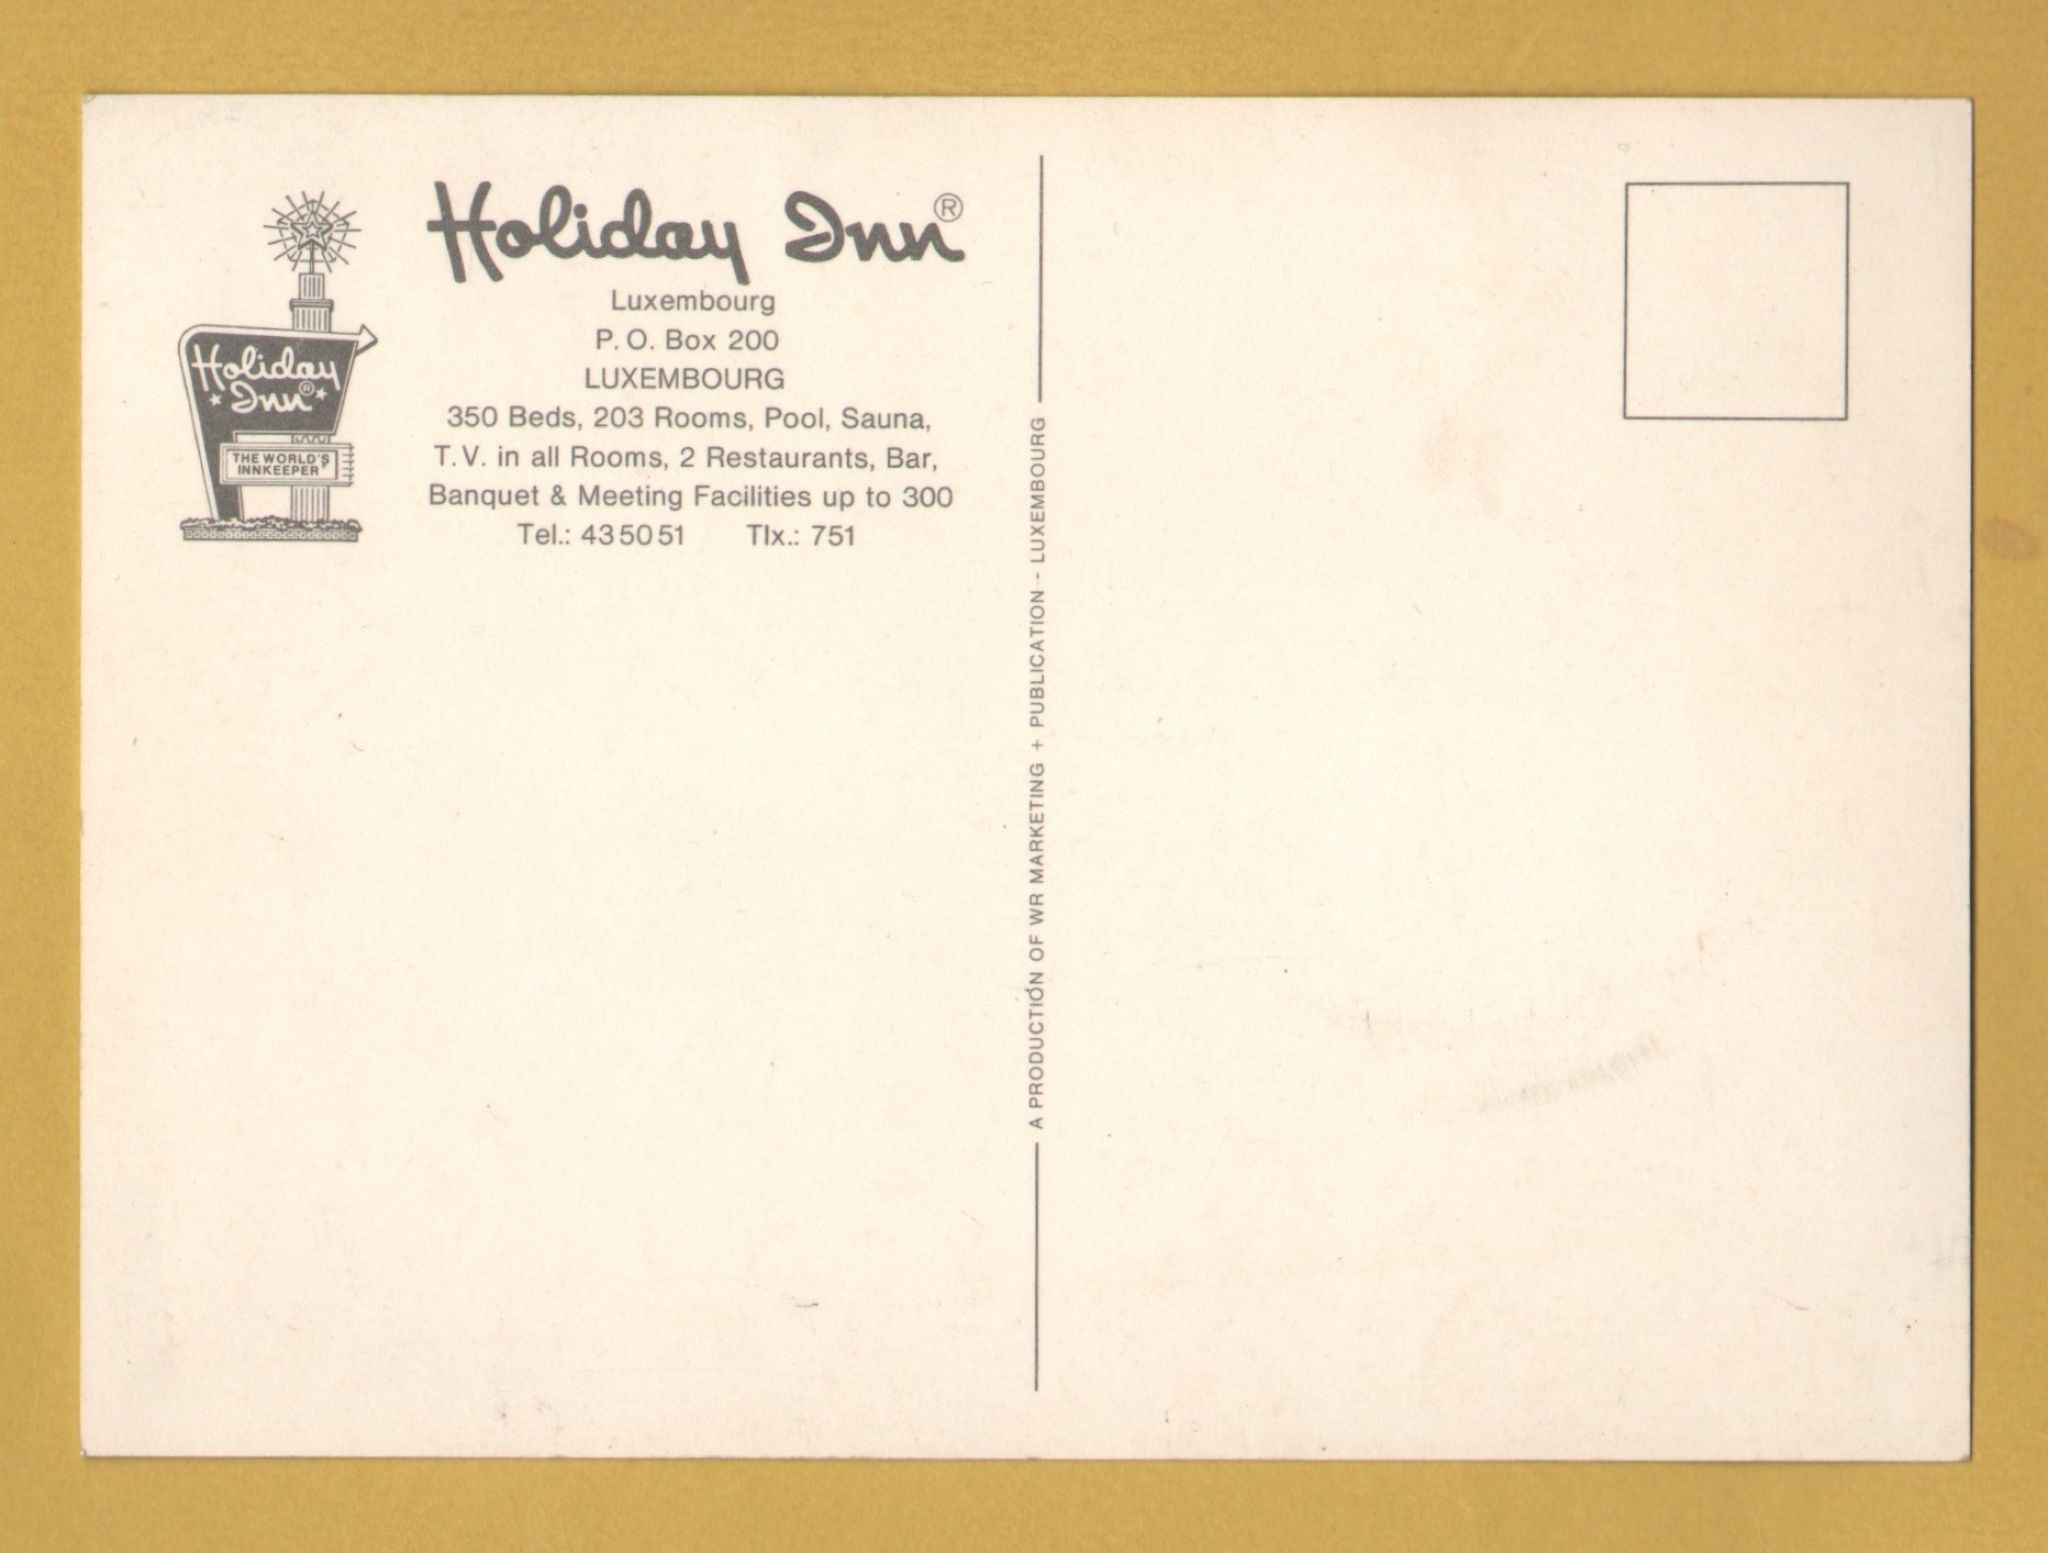 Holiday Inn®
Holiday
Inn®
THE WORLD'S
INNKEEPER
Luxembourg
P. O. Box 200
LUXEMBOURG
350 Beds, 203 Rooms, Pool, Sauna,
T. V. in all Rooms, 2 Restaurants, Bar,
Banquet & Meeting Facilities up to 300
Tel.: 43 50 51 Tlx.: 751
A PRODUCTION OF WR MARKETING + PUBLICATION - LUXEMBOURG